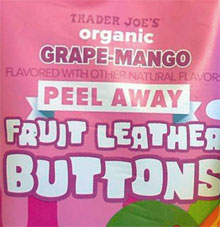 TRADER JOE'S
organic
GRAPE-MANGO
FLAVORED WITH OTHER NATURAL FLAVORS
PEEL AWAY
FRUIT LEATHER
BUTTONS